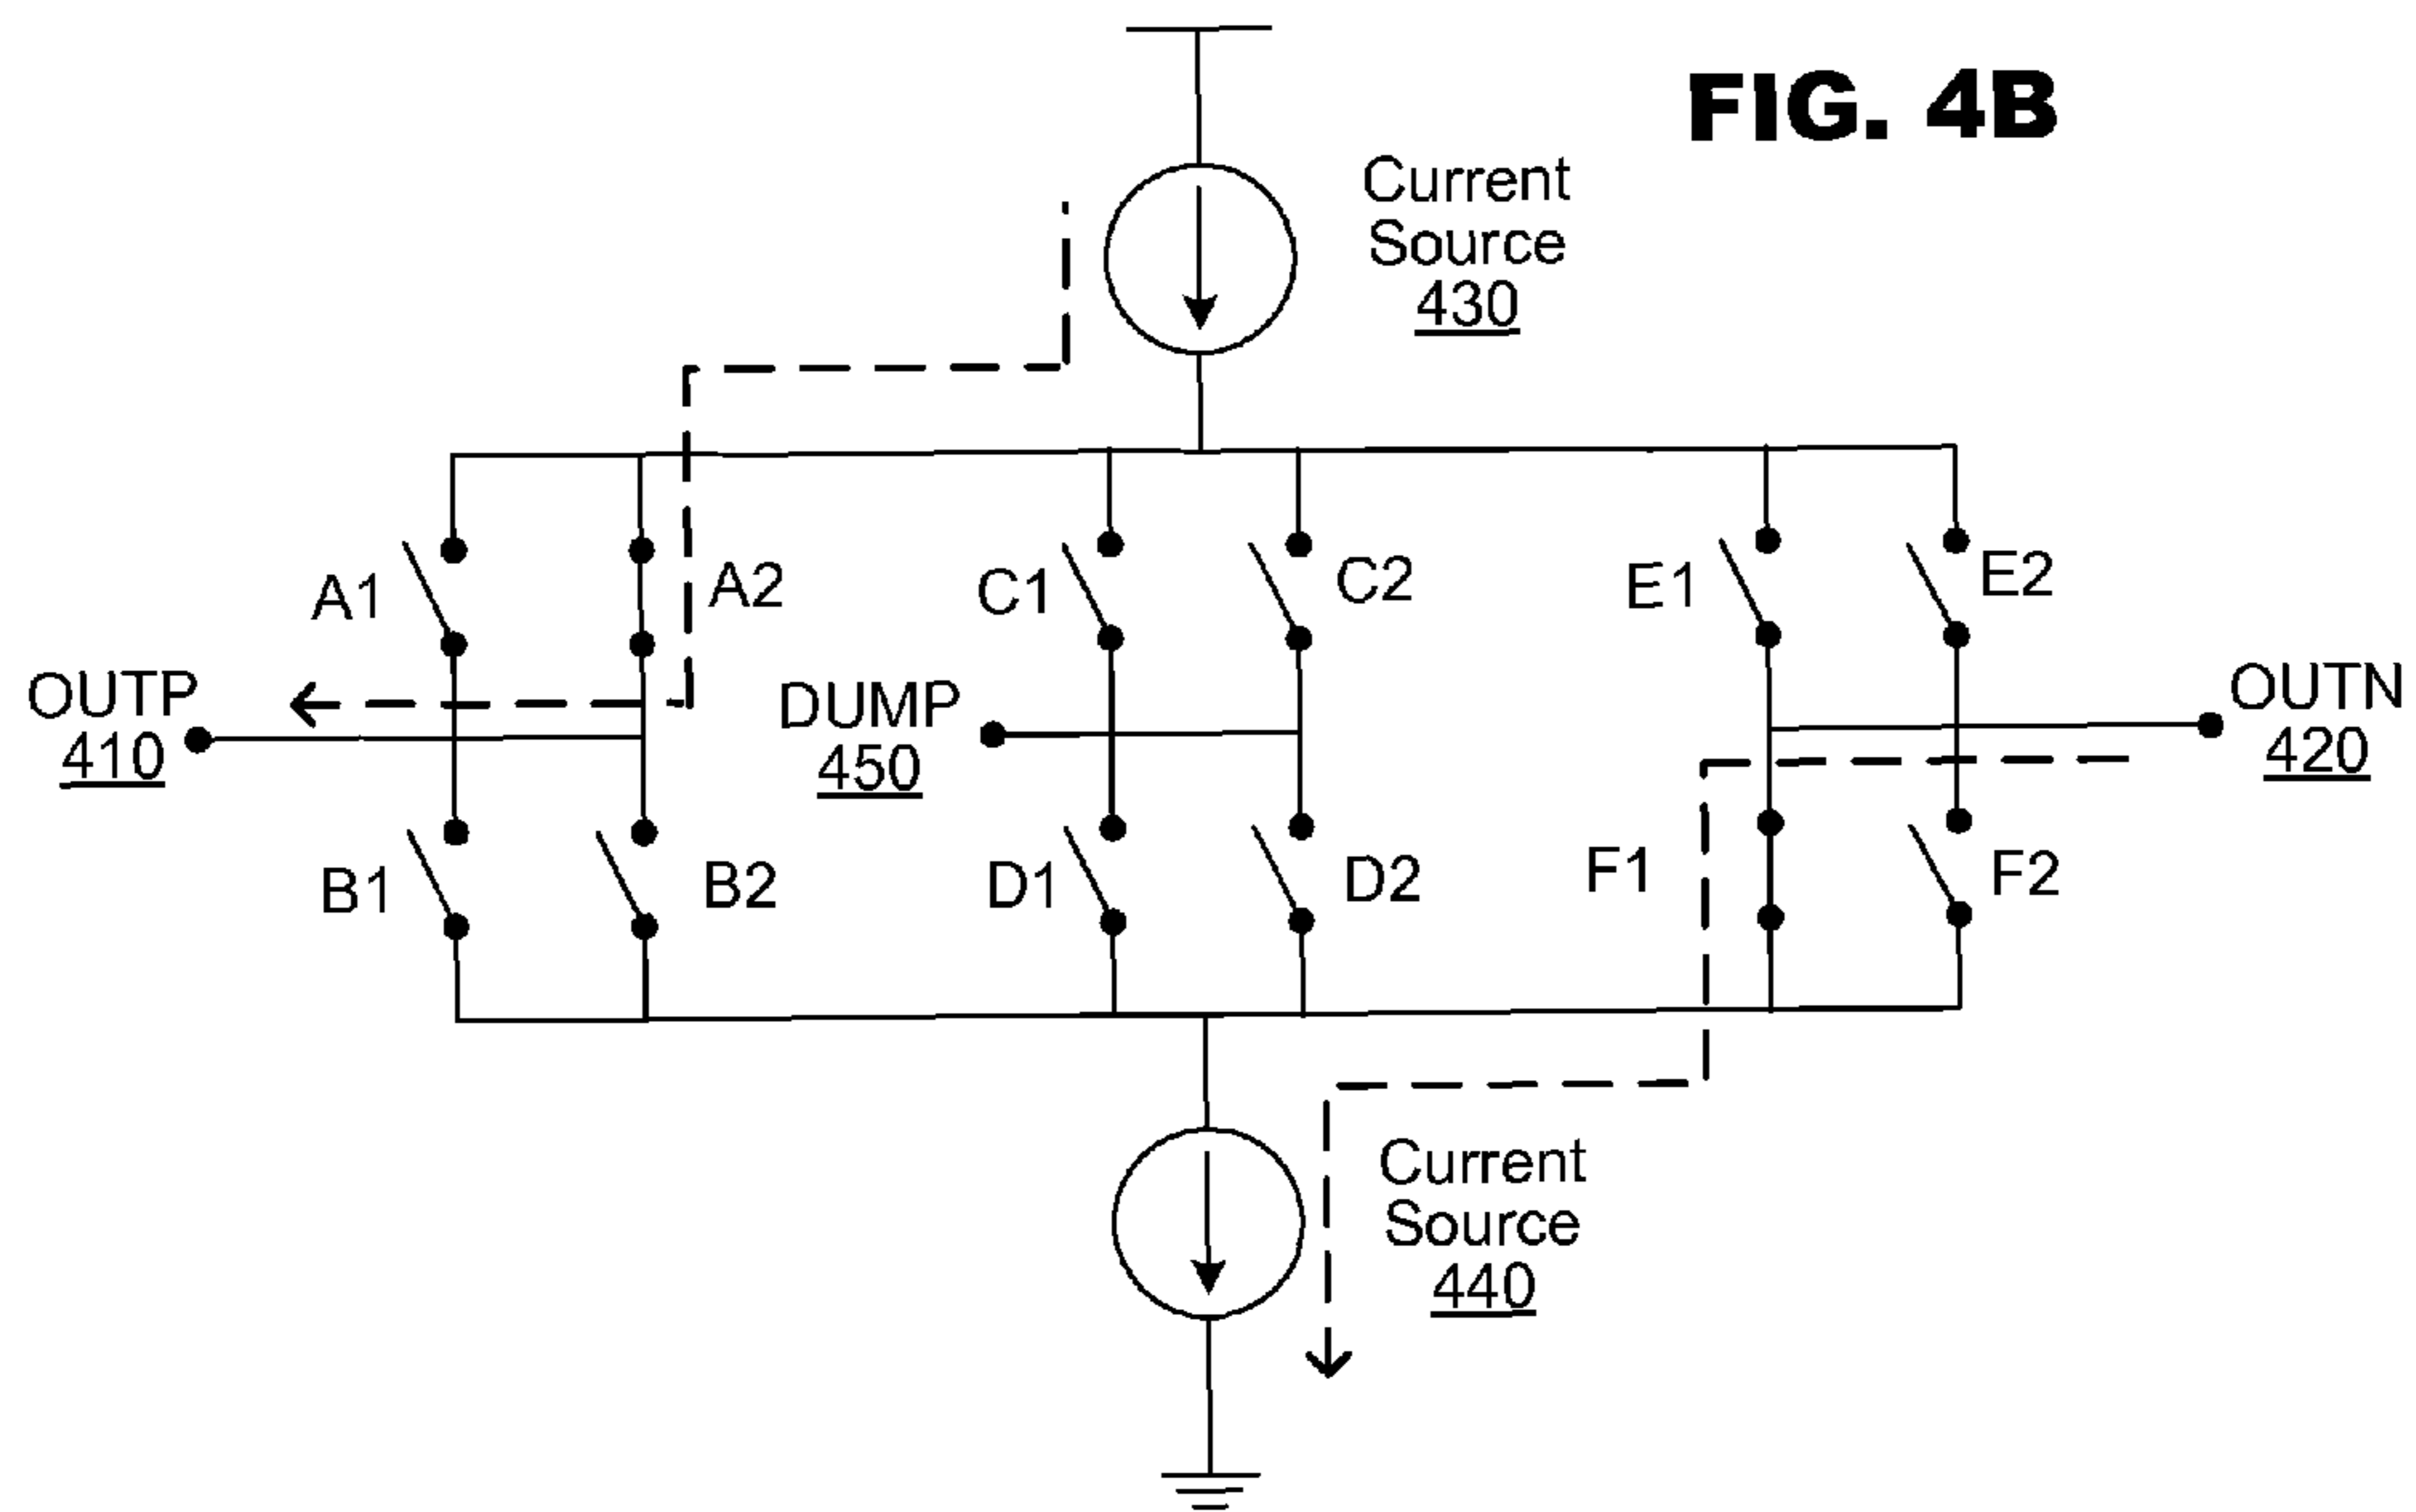 FIG. 4B
Current
Source
430
A1
A2
C1
C2
E1
E2
OUTP
410
DUMP
450
OUTN
420
B1
B2
D1
D2
F1
F2
Current
Source
440